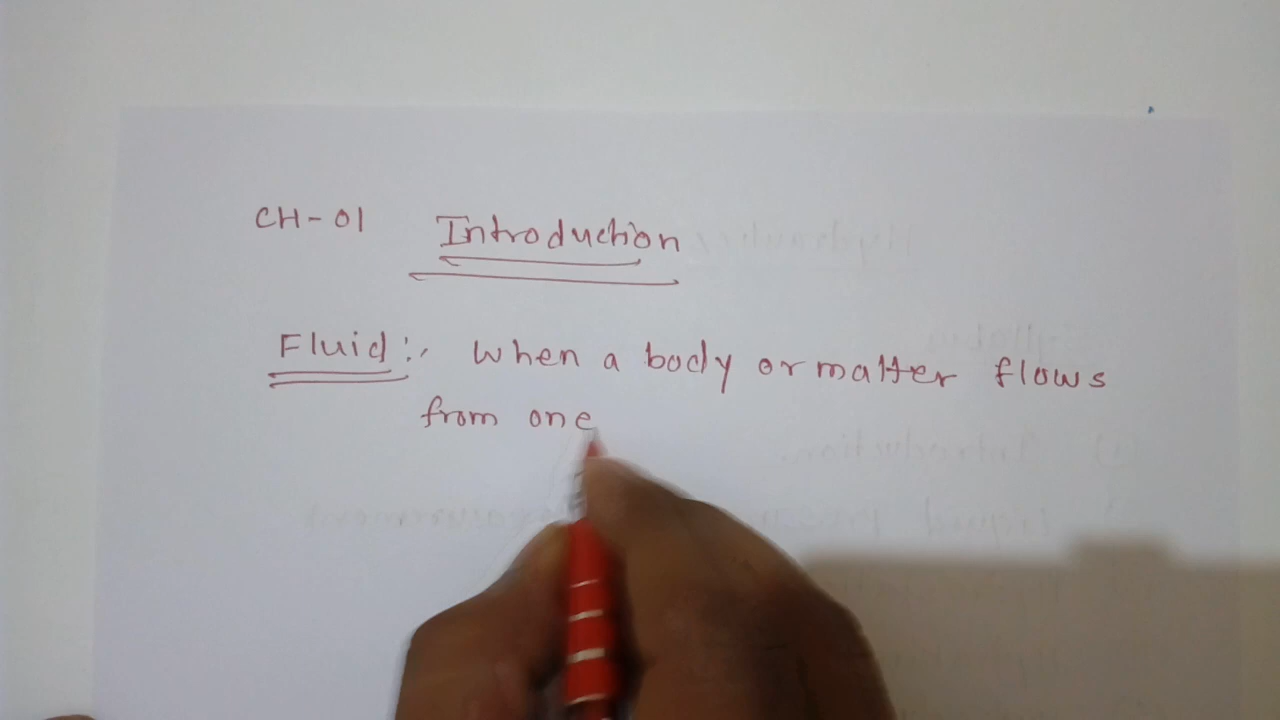 CH-01 Introduction
Fluid:- When a body or matter flows
from one